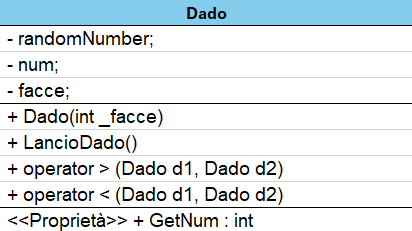 Dado
- randomNumber;
- num;
- facce;
+ Dado(int _facce)
+ LancioDado()
+ operator > (Dado d1, Dado d2)
+ operator < (Dado d1, Dado d2)
<<Proprietà>> + GetNum : int